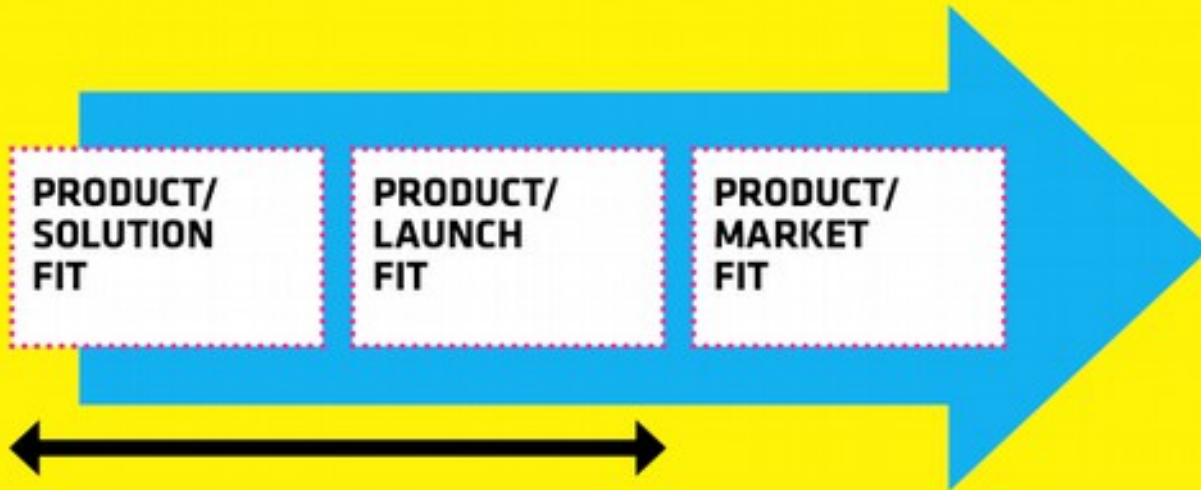 PRODUCT/
SOLUTION
FIT
PRODUCT/
LAUNCH
FIT
PRODUCT/
MARKET
FIT